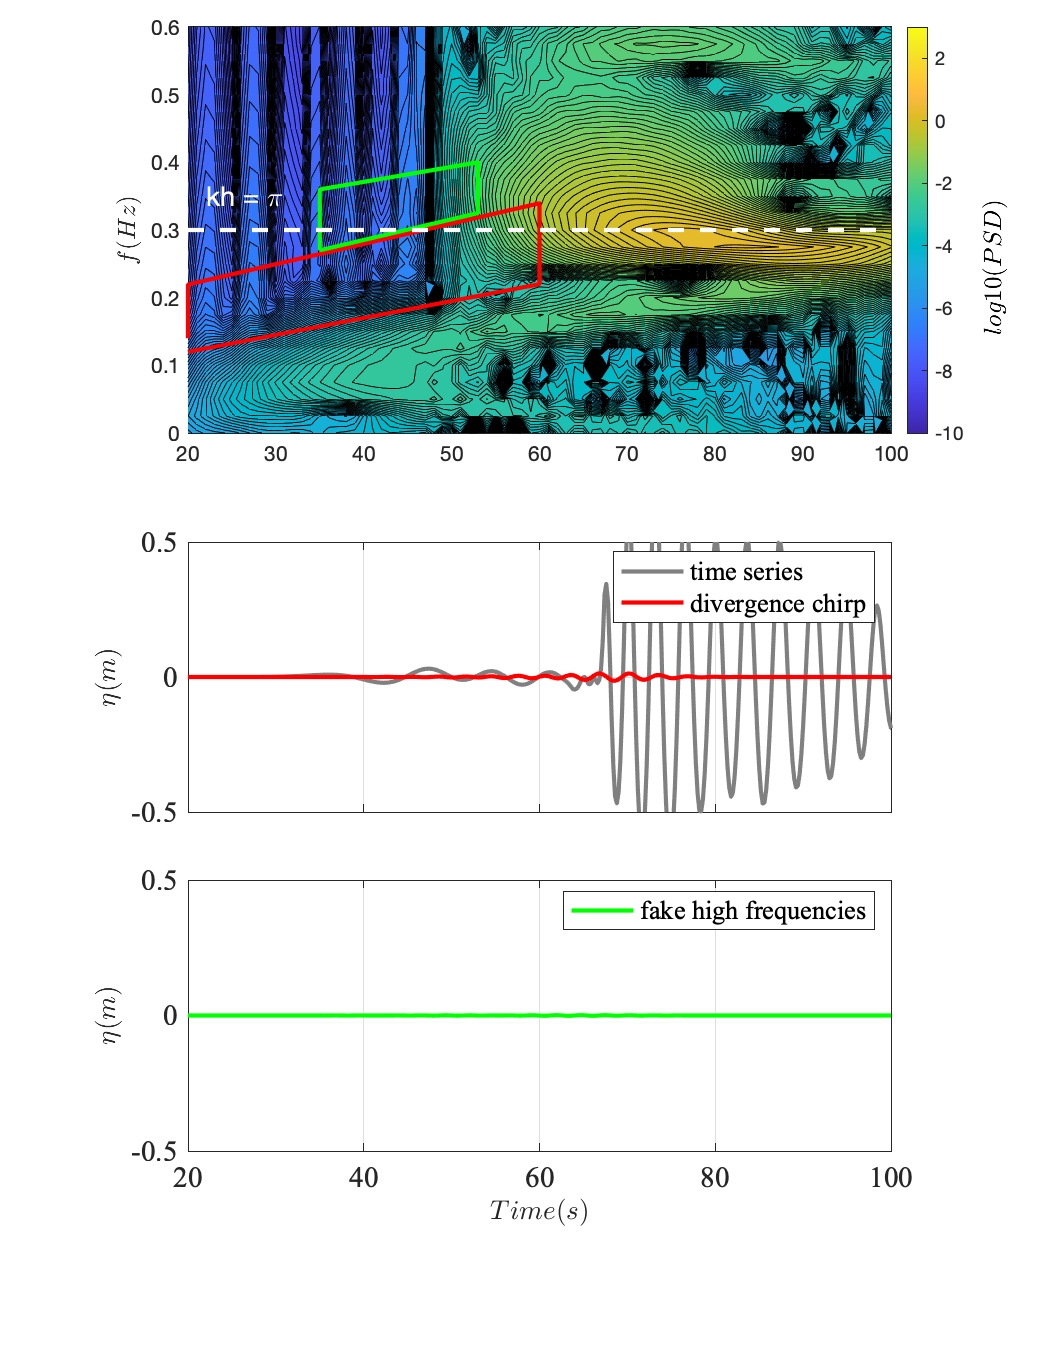 0.6
0.5
0.4
0.3
0.2
0.1
0
f(Hz)
kh = π
20 30 40 50 60 70 80 90 100
2
0
-2
-4
-6
-8
-10
log10(PSD)
0.5
0
-0.5
η(m)
time series
divergence chirp
0.5
0
-0.5
η(m)
fake high frequencies
20 40 60 80 100
Time(s)